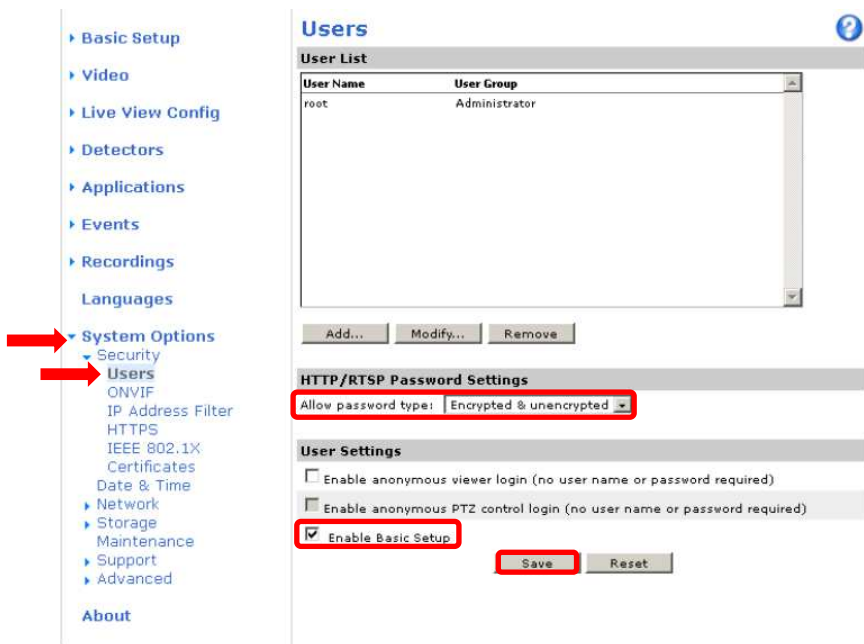 Basic Setup
Video
Live View Config
Detectors
Applications
Events
Recordings
Languages
System Options
Security
Users
ONVIF
IP Address Filter
HTTPS
IEEE 802.1X
Certificates
Date & Time
Network
Storage
Maintenance
Support
Advanced
About
Users
?
User List
User Name User Group
root Administrator
Add... Modify... Remove
HTTP/RTSP Password Settings
Allow password type: Encrypted & unencrypted
User Settings
Enable anonymous viewer login (no user name or password required)
Enable anonymous PTZ control login (no user name or password required)
Enable Basic Setup
Save Reset